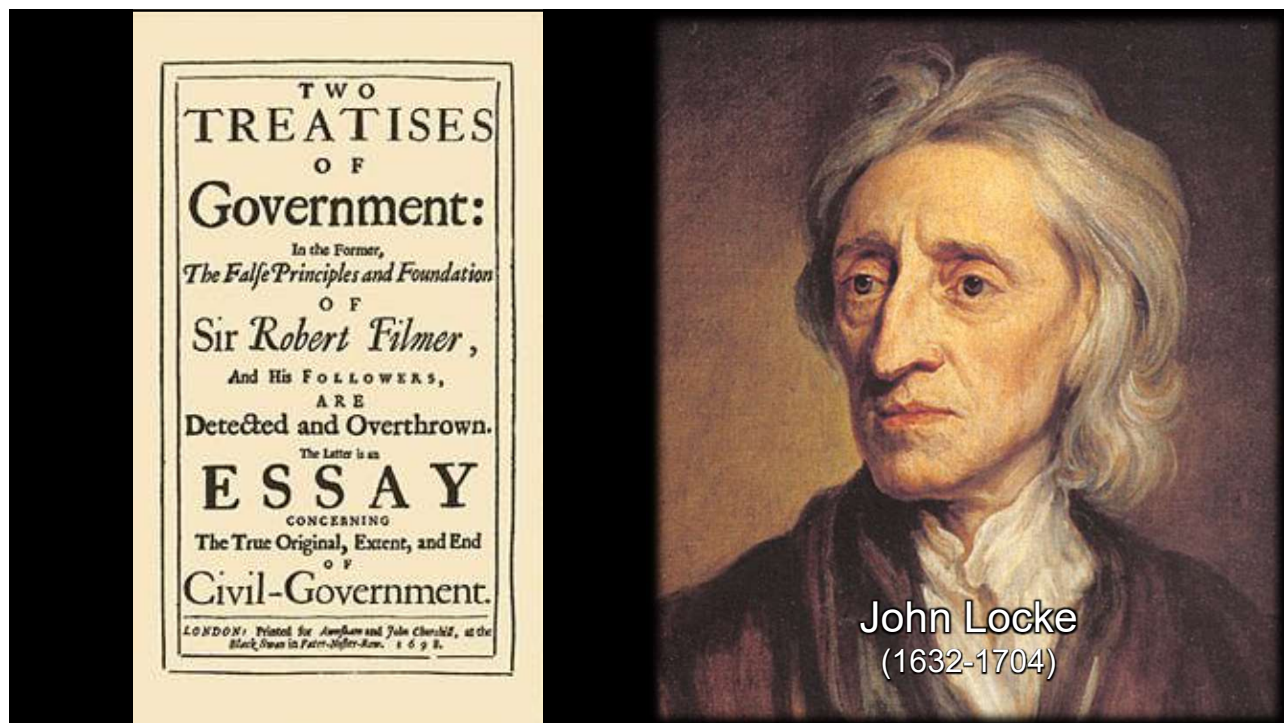 TWO
TREATISES
OF
Government:
In the Former,
The Falſe Principles and Foundation
OF
Sir Robert Filmer,
And His FOLLOWERS,
ARE
Detected and Overthrown.
The Latter is an
ESSAY
CONCERNING
The True Original, Extent, and End
OF
Civil-Government.
LONDON: Printed for Awnsham and John Churchill, at the
Black Swan in Pater-Noster-Row. 1698.
John Locke
(1632-1704)